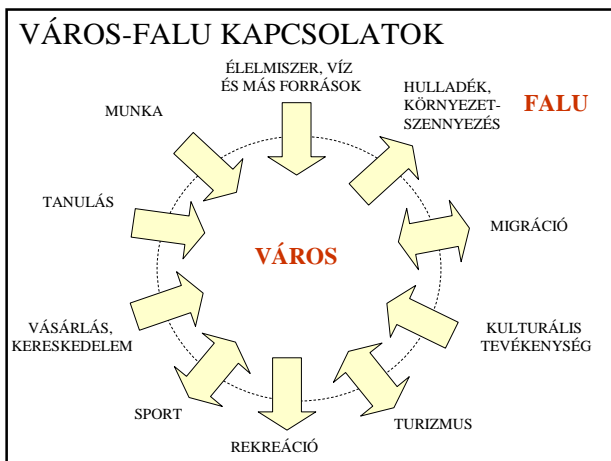 VÁROS-FALU KAPCSOLATOK
ÉLELMISZER, VÍZ
ÉS MÁS FORRÁSOK
HULLADÉK,
KÖRNYEZET-
SZENNYEZÉS
FALU
MUNKA
TANULÁS
MIGRÁCIÓ
VÁROS
VÁSÁRLÁS,
KERESKEDELEM
KULTURÁLIS
TEVÉKENYSÉG
SPORT
TURIZMUS
REKREÁCIÓ